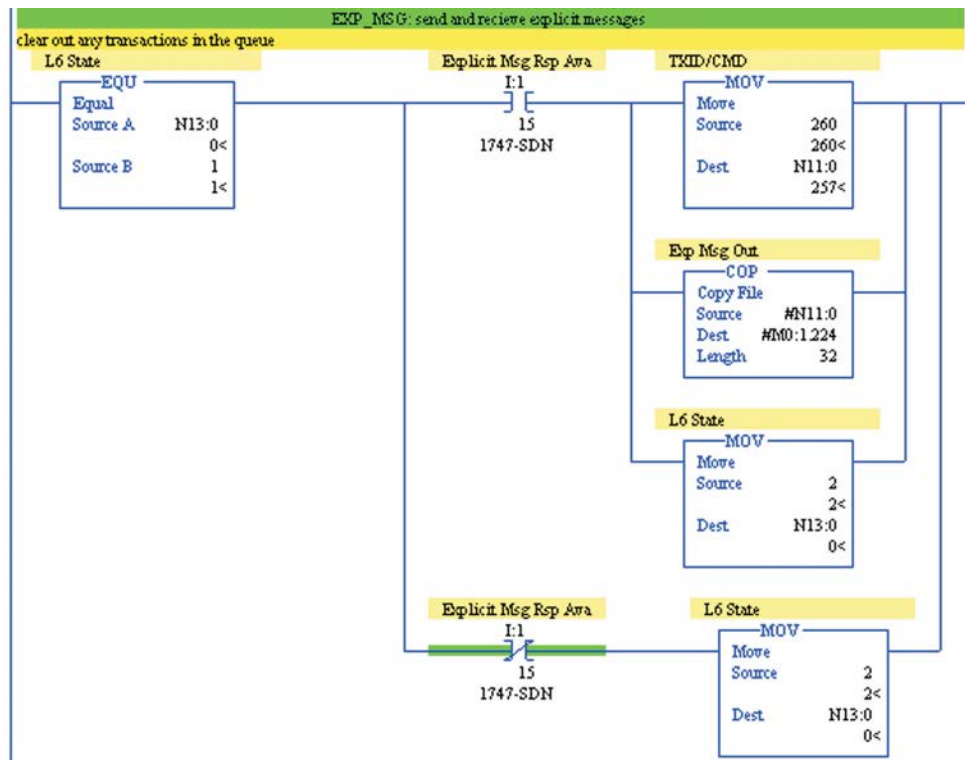 EXP_MSG: send and recieve explicit messages
clear out any transactions in the queue
L6 State
EQU
Equal
Source A N13:0
0<
Source B 1
1<
Explicit Msg Rsp Ava
I:1
15
1747-SDN
TXID/CMD
MOV
Move
Source 260
260<
Dest N11:0
257<
Exp Msg Out
COP
Copy File
Source #N11:0
Dest #M0:1.224
Length 32
L6 State
MOV
Move
Source 2
2<
Dest N13:0
0<
Explicit Msg Rsp Ava
I:1
15
1747-SDN
L6 State
MOV
Move
Source 2
2<
Dest N13:0
0<